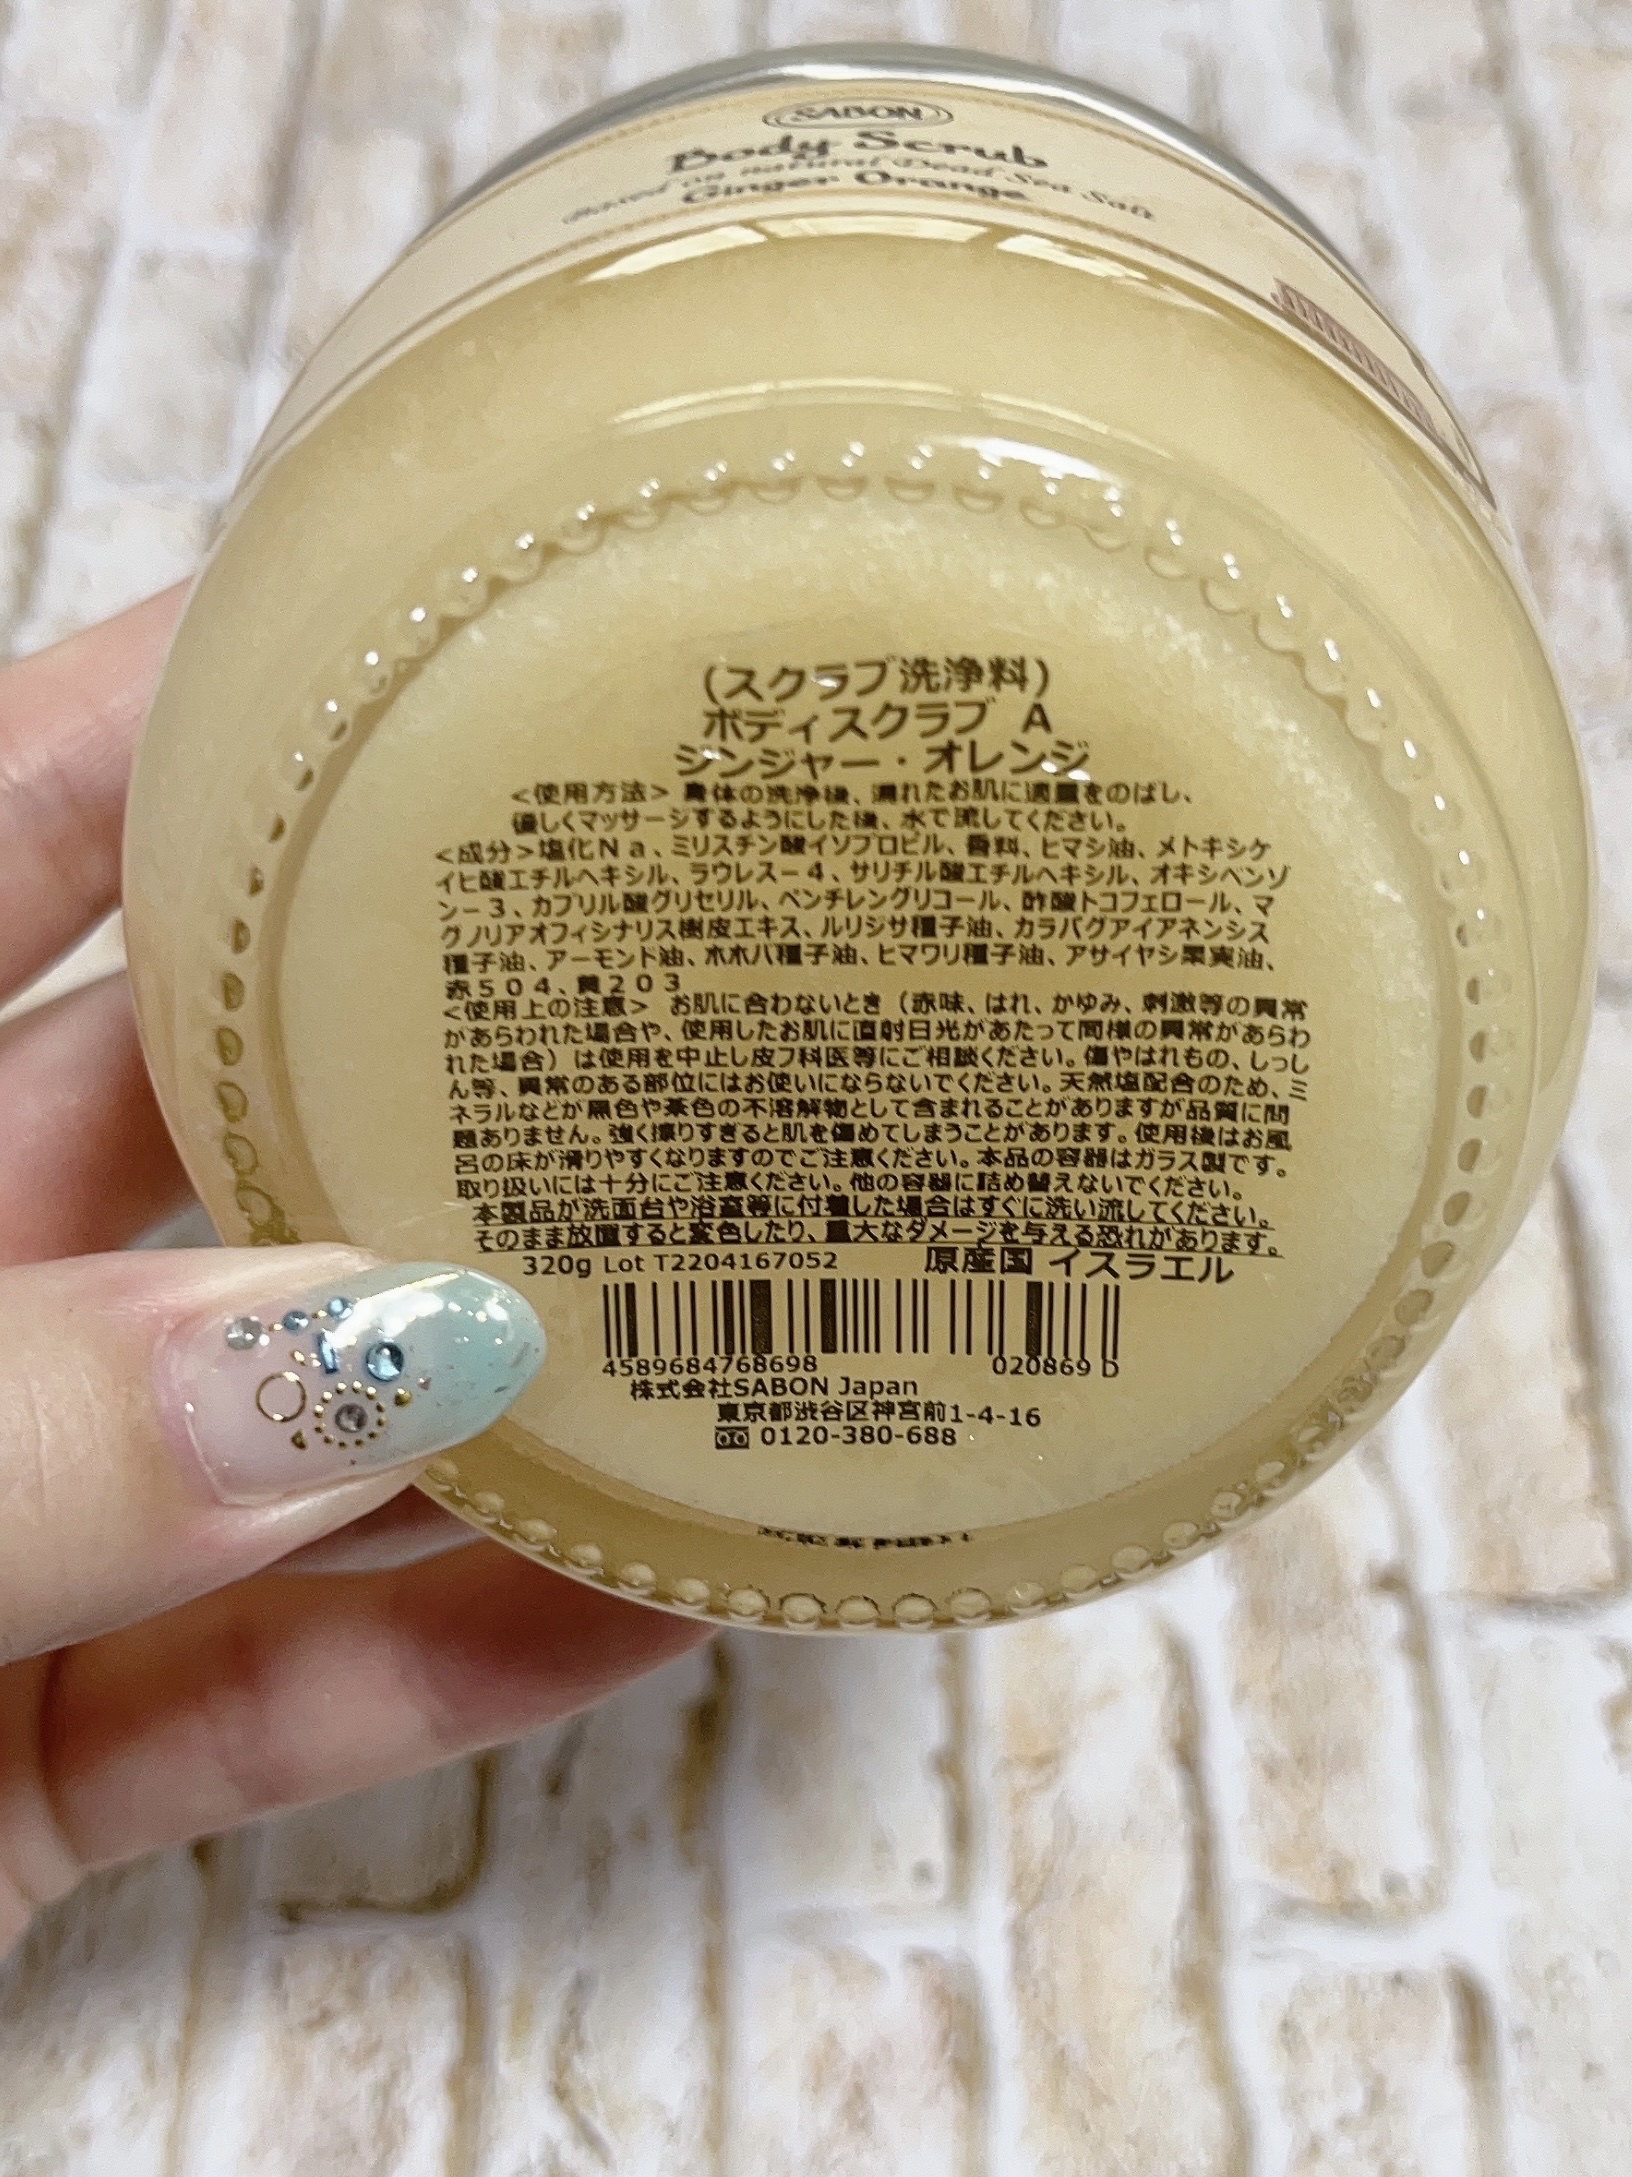 SABON
Body Scrub
Based on natural Dead Sea Salt
Ginger Orange
(スクラブ洗浄料)
ボディスクラブ A
ジンジャー・オレンジ
<使用方法> 身体の洗浄後、濡れたお肌に適量をのばし、
優しくマッサージするようにした後、水で流してください。
<成分>塩化Na、ミリスチン酸イソプロピル、香料、ヒマシ油、メトキシケ
イヒ酸エチルヘキシル、ラウレス-4、サリチル酸エチルヘキシル、オキシベンゾ
ン-3、カプリル酸グリセリル、ペンチレングリコール、酢酸トコフェロール、マ
グノリアオフィシナリス樹皮エキス、ルリジサ種子油、カラパグアイアネンシス
種子油、アーモンド油、ホホバ種子油、ヒマワリ種子油、アサイヤシ果実油、
赤504、黄203
<使用上の注意> お肌に合わないとき(赤味、はれ、かゆみ、刺激等の異常
があらわれた場合や、使用したお肌に直射日光があたって同様の異常があらわ
れた場合)は使用を中止し皮フ科医等にご相談ください。傷やはれもの、しっし
ん等、異常のある部位にはお使いにならないでください。天然塩配合のため、ミ
ネラルなどが黒色や茶色の不溶解物として含まれることがありますが品質に問
題ありません。強く擦りすぎると肌を傷めてしまうことがあります。使用後はお風
呂の床が滑りやすくなりますのでご注意ください。本品の容器はガラス製です。
取り扱いには十分にご注意ください。他の容器に詰め替えないでください。
本製品が洗面台や浴室等に付着した場合はすぐに洗い流してください。
そのまま放置すると変色したり、重大なダメージを与える恐れがあります。
320g Lot T2204167052 原産国 イスラエル
4589684768698 020869 D
株式会社SABON Japan
東京都渋谷区神宮前1-4-16
0120-380-688